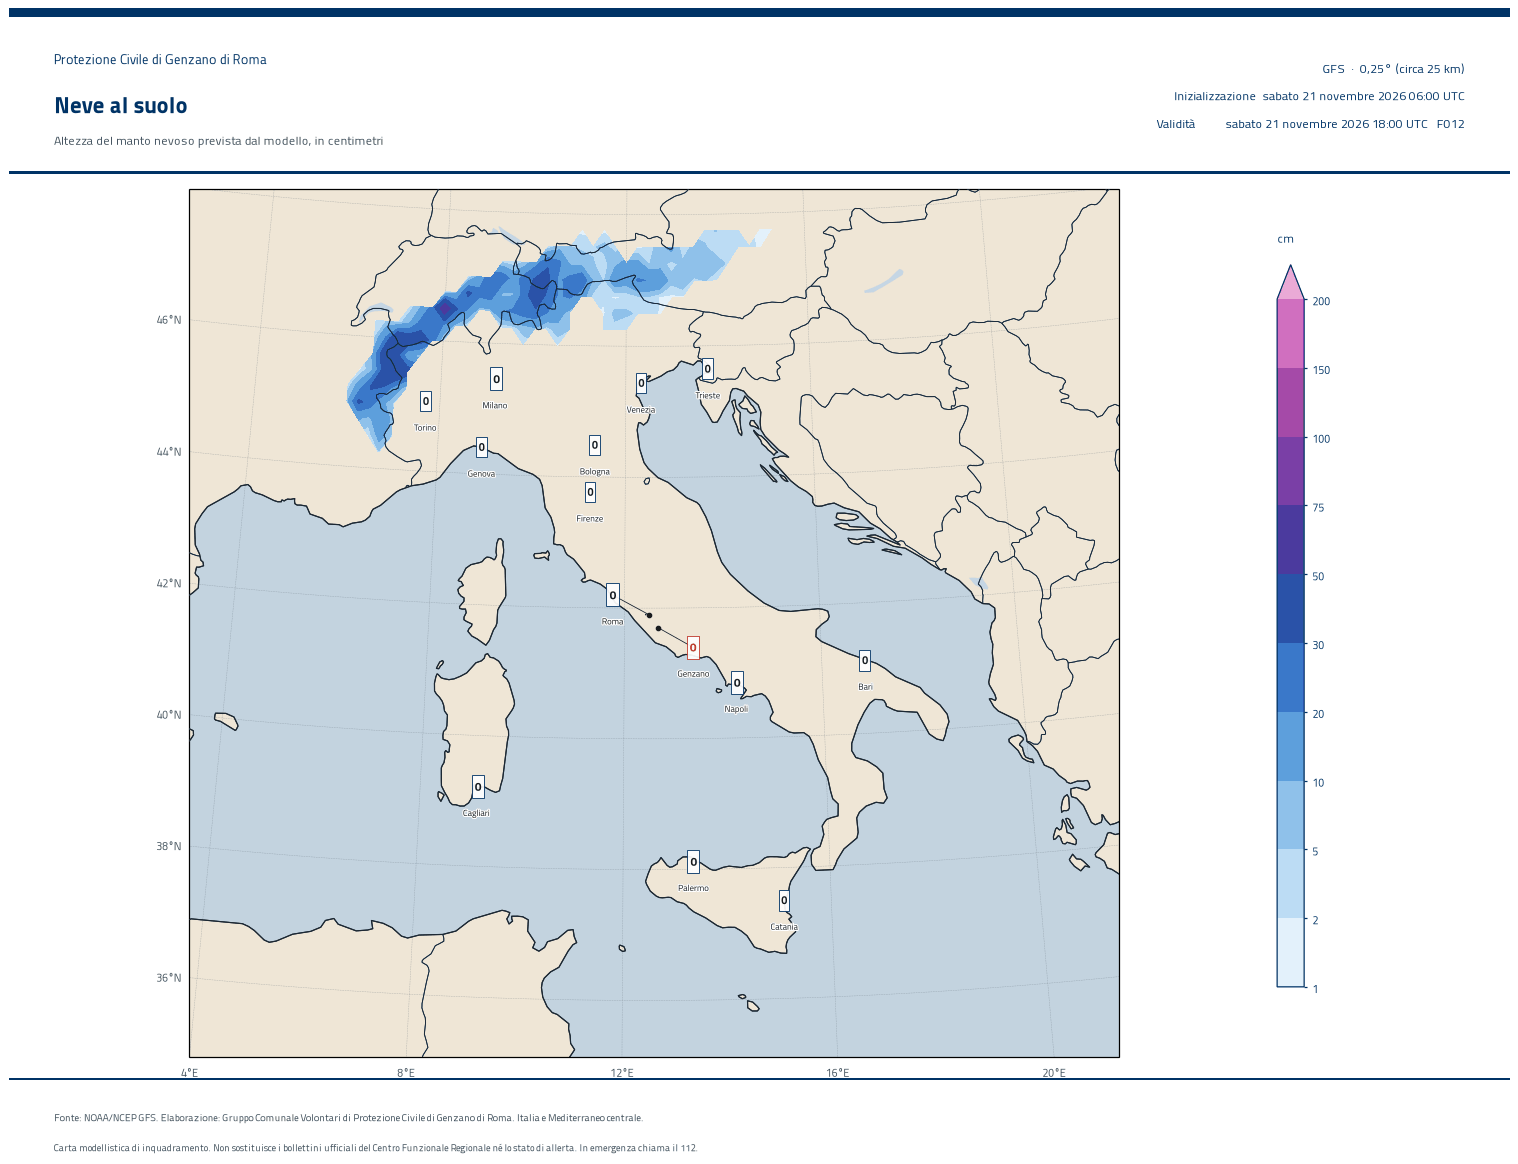 Protezione Civile di Genzano di Roma
Neve al suolo
Altezza del manto nevoso prevista dal modello, in centimetri
GFS · 0,25° (circa 25 km)
Inizializzazione sabato 21 novembre 2026 06:00 UTC
Validità sabato 21 novembre 2026 18:00 UTC F012
cm
200
150
100
75
50
30
20
10
5
2
1
46°N
44°N
42°N
40°N
38°N
36°N
4°E
8°E
12°E
16°E
20°E
0
Milano
0
Torino
0
Venezia
0
Trieste
0
Genova
0
Bologna
0
Firenze
0
Roma
0
Genzano
0
Napoli
0
Bari
0
Cagliari
0
Palermo
0
Catania
Fonte: NOAA/NCEP GFS. Elaborazione: Gruppo Comunale Volontari di Protezione Civile di Genzano di Roma. Italia e Mediterraneo centrale.
Carta modellistica di inquadramento. Non sostituisce i bollettini ufficiali del Centro Funzionale Regionale né lo stato di allerta. In emergenza chiama il 112.